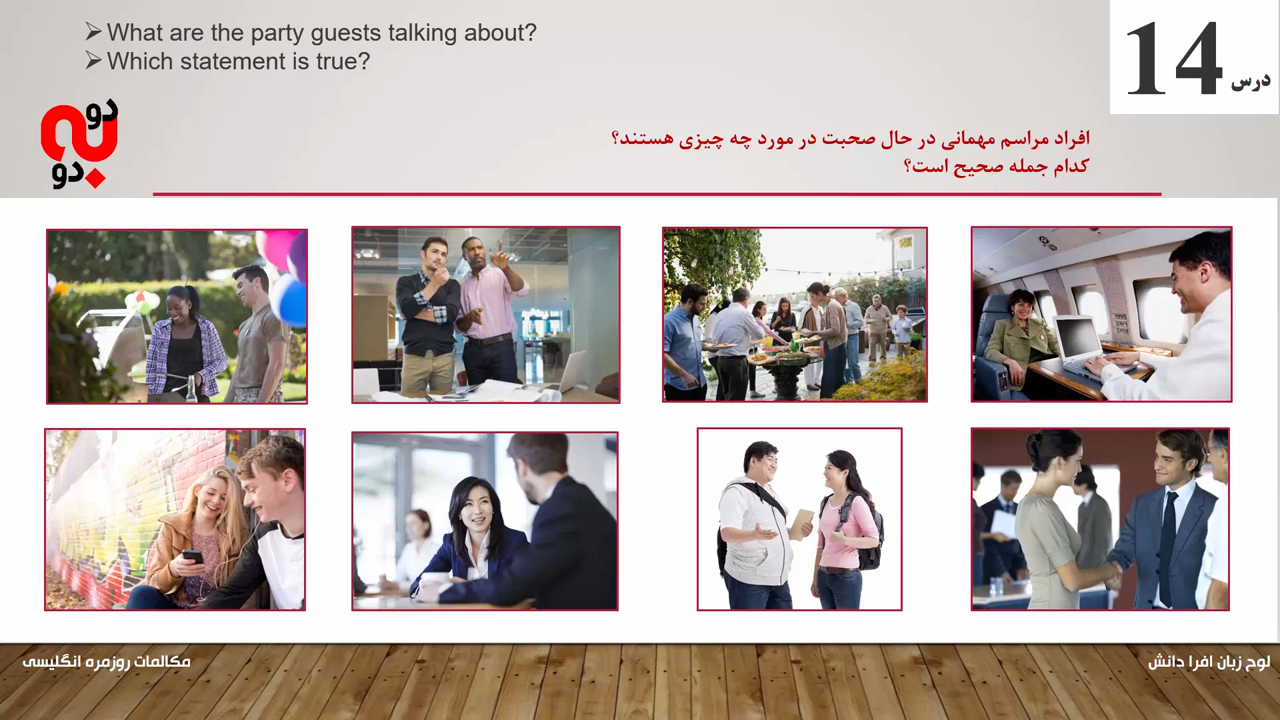 ➢ What are the party guests talking about?
➢ Which statement is true?
درس 14
دو به دو
افراد مراسم مهمانی در حال صحبت در مورد چه چیزی هستند؟
کدام جمله صحیح است؟
مکالمات روزمره انگلیسی
لوح زبان افرا دانش